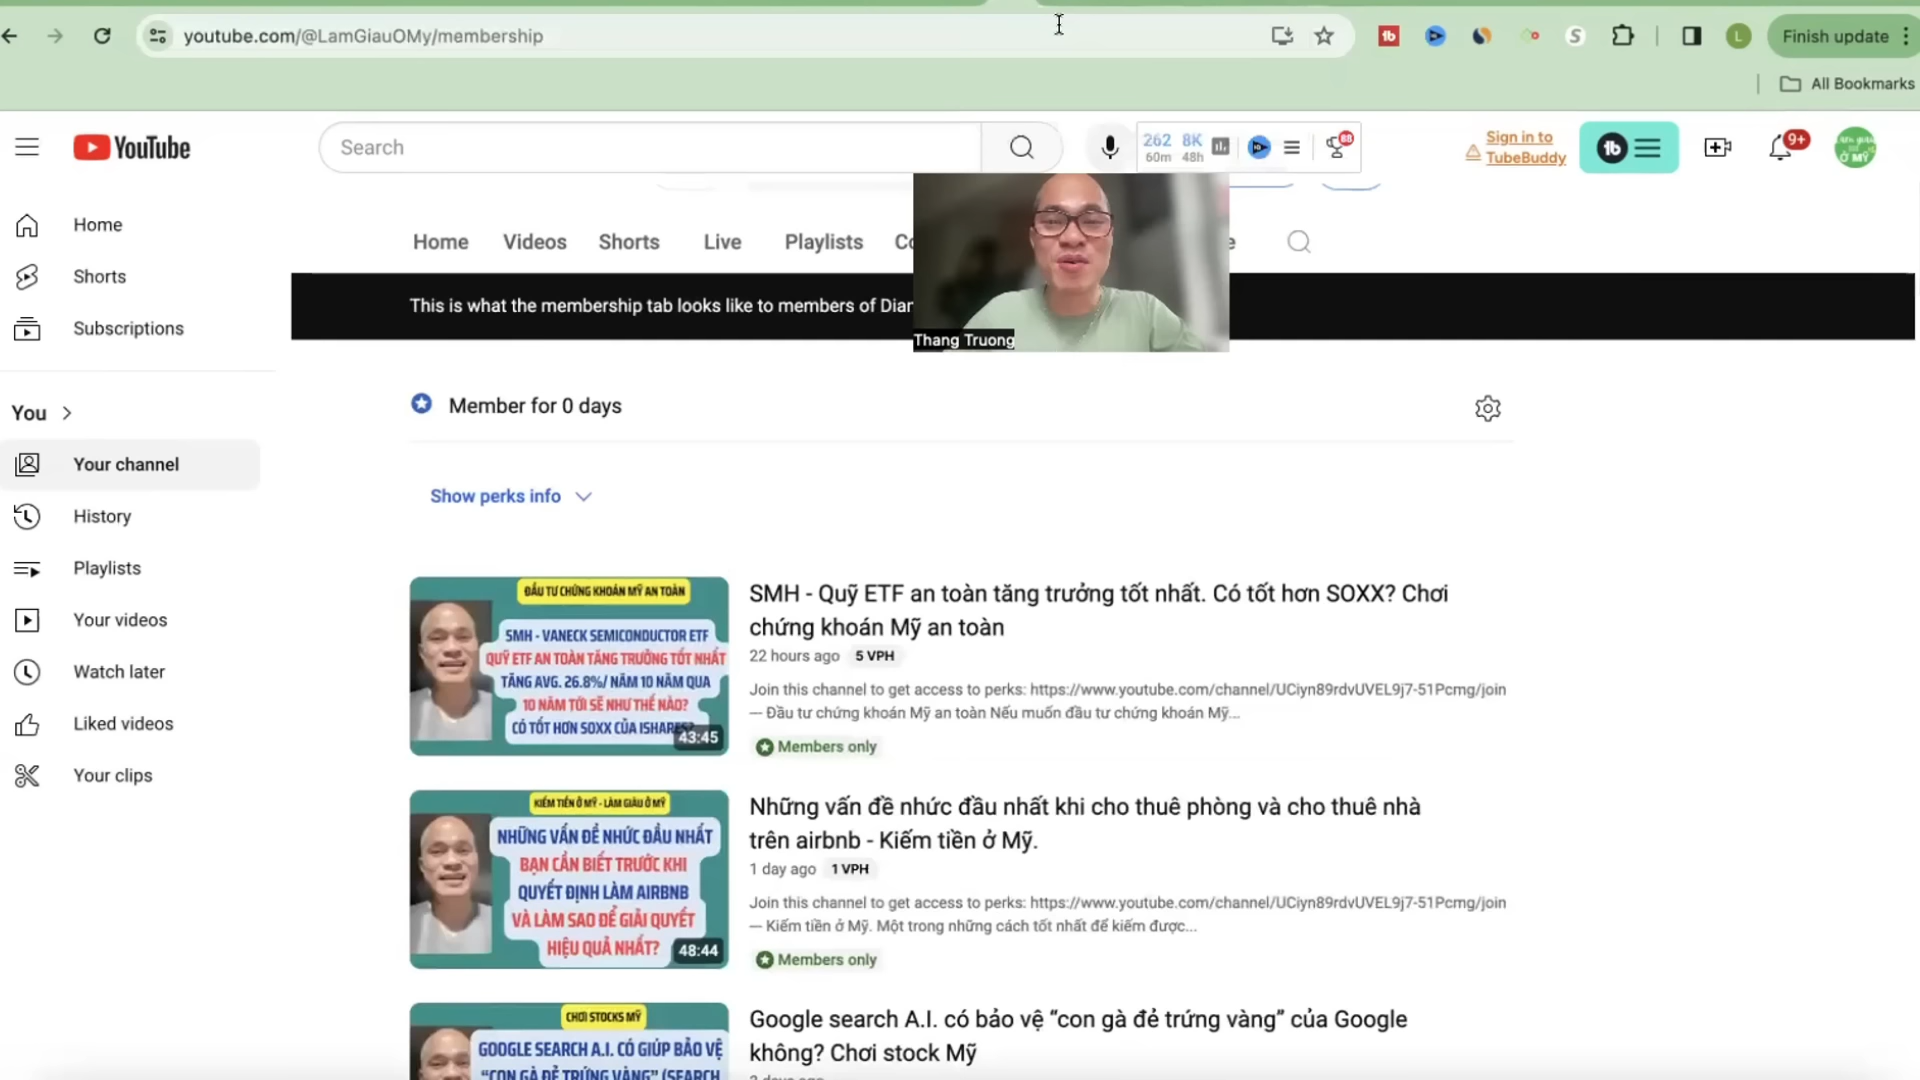 youtube.com/@LamGiauOMy/membership
Finish update
All Bookmarks
YouTube
Search
262 8K
60m 48h
88
Sign in to
TubeBuddy
9+
Home
Shorts
Subscriptions
You
Your channel
History
Playlists
Your videos
Watch later
Liked videos
Your clips
Home Videos Shorts Live Playlists
This is what the membership tab looks like to members of
Thang Truong
Member for 0 days
Show perks info
ĐẦU TƯ CHỨNG KHOÁN MỸ AN TOÀN
SMH - VANECK SEMICONDUCTOR ETF
QUỸ ETF AN TOÀN TĂNG TRƯỞNG TỐT NHẤT
TĂNG AVG. 26.8%/ NĂM 10 NĂM QUA
10 NĂM TỚI SẼ NHƯ THẾ NÀO?
CÓ TỐT HƠN SOXX CỦA ISHARES?
43:45
SMH - Quỹ ETF an toàn tăng trưởng tốt nhất. Có tốt hơn SOXX? Chơi
chứng khoán Mỹ an toàn
22 hours ago 5 VPH
Join this channel to get access to perks: https://www.youtube.com/channel/UCiyn89rdvUVEL9j7-51Pcmg/join
— Đầu tư chứng khoán Mỹ an toàn Nếu muốn đầu tư chứng khoán Mỹ...
Members only
KIẾM TIỀN Ở MỸ - LÀM GIÀU Ở MỸ
NHỮNG VẤN ĐỀ NHỨC ĐẦU NHẤT
BẠN CẦN BIẾT TRƯỚC KHI
QUYẾT ĐỊNH LÀM AIRBNB
VÀ LÀM SAO ĐỂ GIẢI QUYẾT
HIỆU QUẢ NHẤT?
48:44
Những vấn đề nhức đầu nhất khi cho thuê phòng và cho thuê nhà
trên airbnb - Kiếm tiền ở Mỹ.
1 day ago 1 VPH
Join this channel to get access to perks: https://www.youtube.com/channel/UCiyn89rdvUVEL9j7-51Pcmg/join
— Kiếm tiền ở Mỹ. Một trong những cách tốt nhất để kiếm được...
Members only
CHƠI STOCKS MỸ
GOOGLE SEARCH A.I. CÓ GIÚP BẢO VỆ
“CON GÀ ĐẺ TRỨNG VÀNG” (SEARCH
Google search A.I. có bảo vệ “con gà đẻ trứng vàng” của Google
không? Chơi stock Mỹ